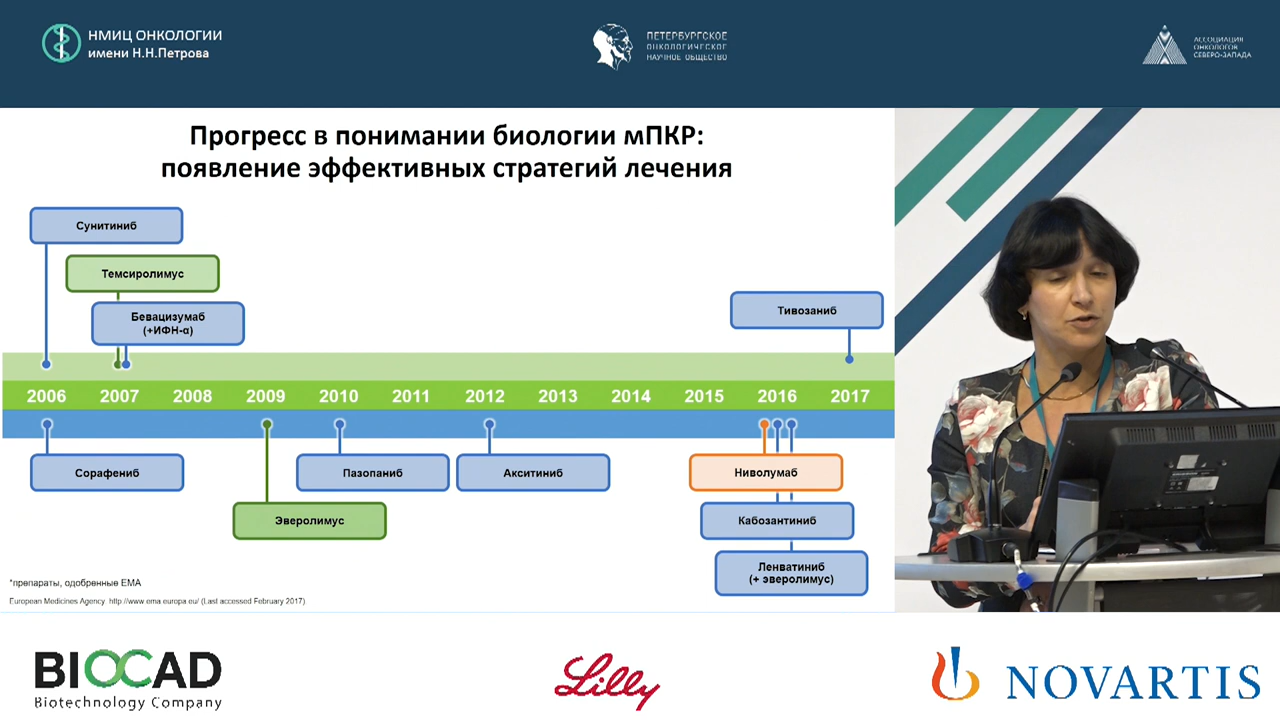 НМИЦ ОНКОЛОГИИ
имени Н.Н.Петрова
ПЕТЕРБУРГСКОЕ
ОНКОЛОГИЧЕСКОЕ
НАУЧНОЕ ОБЩЕСТВО
АССОЦИАЦИЯ
ОНКОЛОГОВ
СЕВЕРО-ЗАПАДА
Прогресс в понимании биологии мПКР:
появление эффективных стратегий лечения
Сунитиниб
Темсиролимус
Бевацизумаб
(+ИФН-α)
Тивозаниб
2006 2007 2008 2009 2010 2011 2012 2013 2014 2015 2016 2017
Сорафениб
Пазопаниб
Акситиниб
Ниволумаб
Эверолимус
Кабозантиниб
Ленватиниб
(+ эверолимус)
*препараты, одобренные EMA
European Medicines Agency http://www ema europa eu/ (Last accessed February 2017)
BIOCAD
Biotechnology Company
Lilly
NOVARTIS